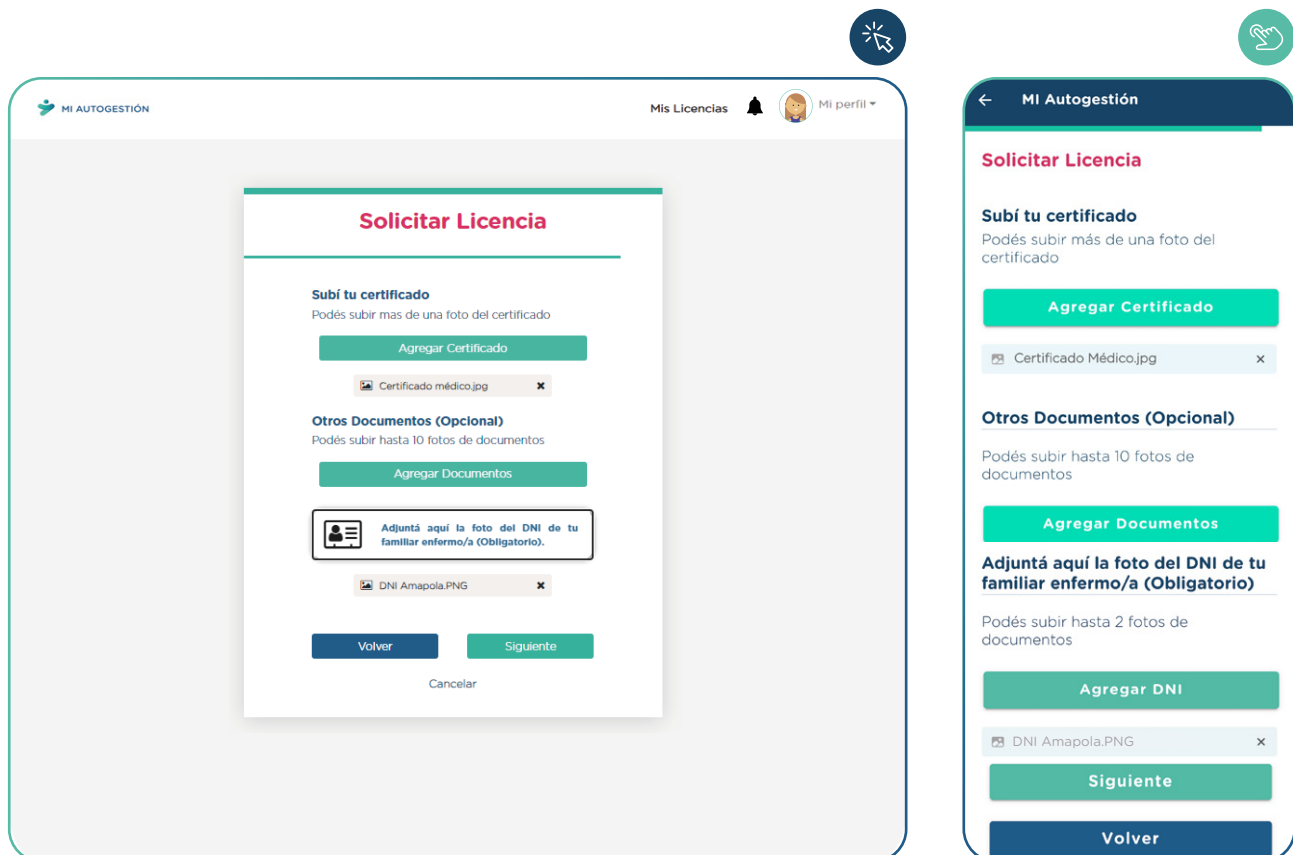 MI AUTOGESTIÓN
Mis Licencias
Mi perfil
Solicitar Licencia
Subí tu certificado
Podés subir mas de una foto del certificado
Agregar Certificado
Certificado médico.jpg
Otros Documentos (Opcional)
Podés subir hasta 10 fotos de documentos
Agregar Documentos
Adjuntá aquí la foto del DNI de tu
familiar enfermo/a (Obligatorio).
DNI Amapola.PNG
Volver
Siguiente
Cancelar
MI Autogestión
Solicitar Licencia
Subí tu certificado
Podés subir más de una foto del
certificado
Agregar Certificado
Certificado Médico.jpg
Otros Documentos (Opcional)
Podés subir hasta 10 fotos de
documentos
Agregar Documentos
Adjuntá aquí la foto del DNI de tu
familiar enfermo/a (Obligatorio)
Podés subir hasta 2 fotos de
documentos
Agregar DNI
DNI Amapola.PNG
Siguiente
Volver